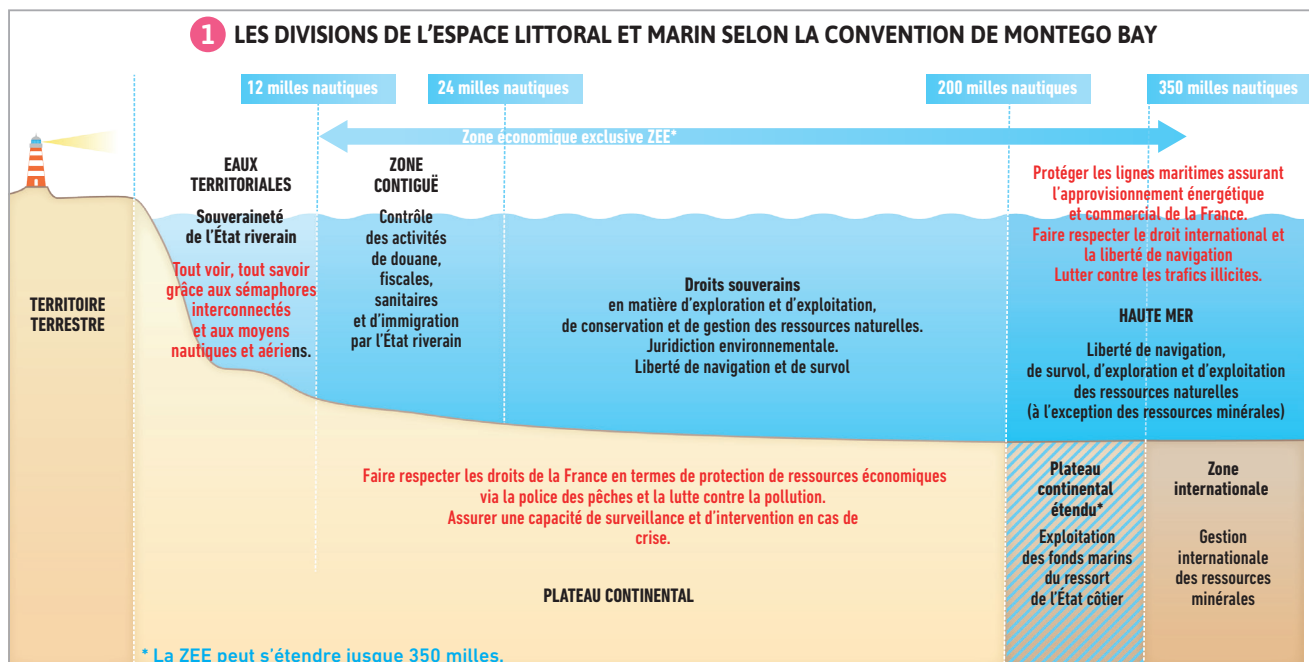 1 LES DIVISIONS DE L'ESPACE LITTORAL ET MARIN SELON LA CONVENTION DE MONTEGO BAY
12 milles nautiques
24 milles nautiques
200 milles nautiques
350 milles nautiques
Zone économique exclusive ZEE*
TERRITOIRE
TERRESTRE
EAUX
TERRITORIALES
Souveraineté
de l'État riverain
Tout voir, tout savoir
grâce aux sémaphores
interconnectés
et aux moyens
nautiques et aériens.
ZONE
CONTIGUË
Contrôle
des activités
de douane,
fiscales,
sanitaires
et d'immigration
par l'État riverain
Droits souverains
en matière d'exploration et d'exploitation,
de conservation et de gestion des ressources naturelles.
Juridiction environnementale.
Liberté de navigation et de survol
Protéger les lignes maritimes assurant
l'approvisionnement énergétique
et commercial de la France.
Faire respecter le droit international et
la liberté de navigation
Lutter contre les trafics illicites.
HAUTE MER
Liberté de navigation,
de survol, d'exploration et d'exploitation
des ressources naturelles
(à l'exception des ressources minérales)
Faire respecter les droits de la France en termes de protection de ressources économiques
via la police des pêches et la lutte contre la pollution.
Assurer une capacité de surveillance et d'intervention en cas de
crise.
PLATEAU CONTINENTAL
Plateau
continental
étendu*
Exploitation
des fonds marins
du ressort
de l'État côtier
Zone
internationale
Gestion
internationale
des ressources
minérales
* La ZEE peut s'étendre jusque 350 milles.